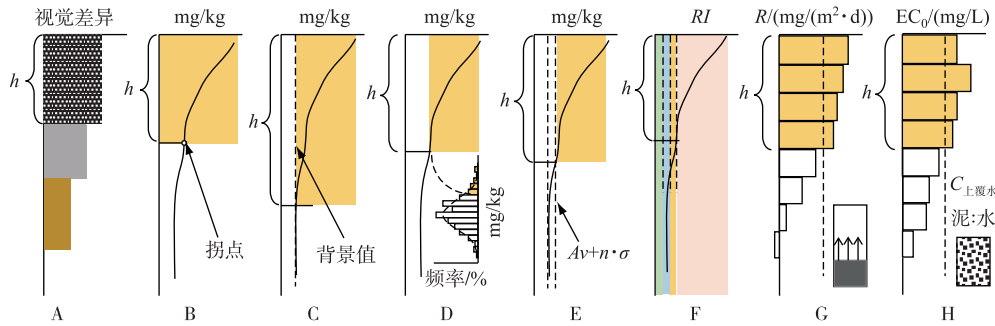 视觉差异
mg/kg
mg/kg
mg/kg
mg/kg
RI
R/(mg/(m²·d))
EC₀/(mg/L)
h
h
h
h
h
h
h
h
拐点
背景值
频率/%
mg/kg
Av+n·σ
C上覆水
泥:水
A
B
C
D
E
F
G
H